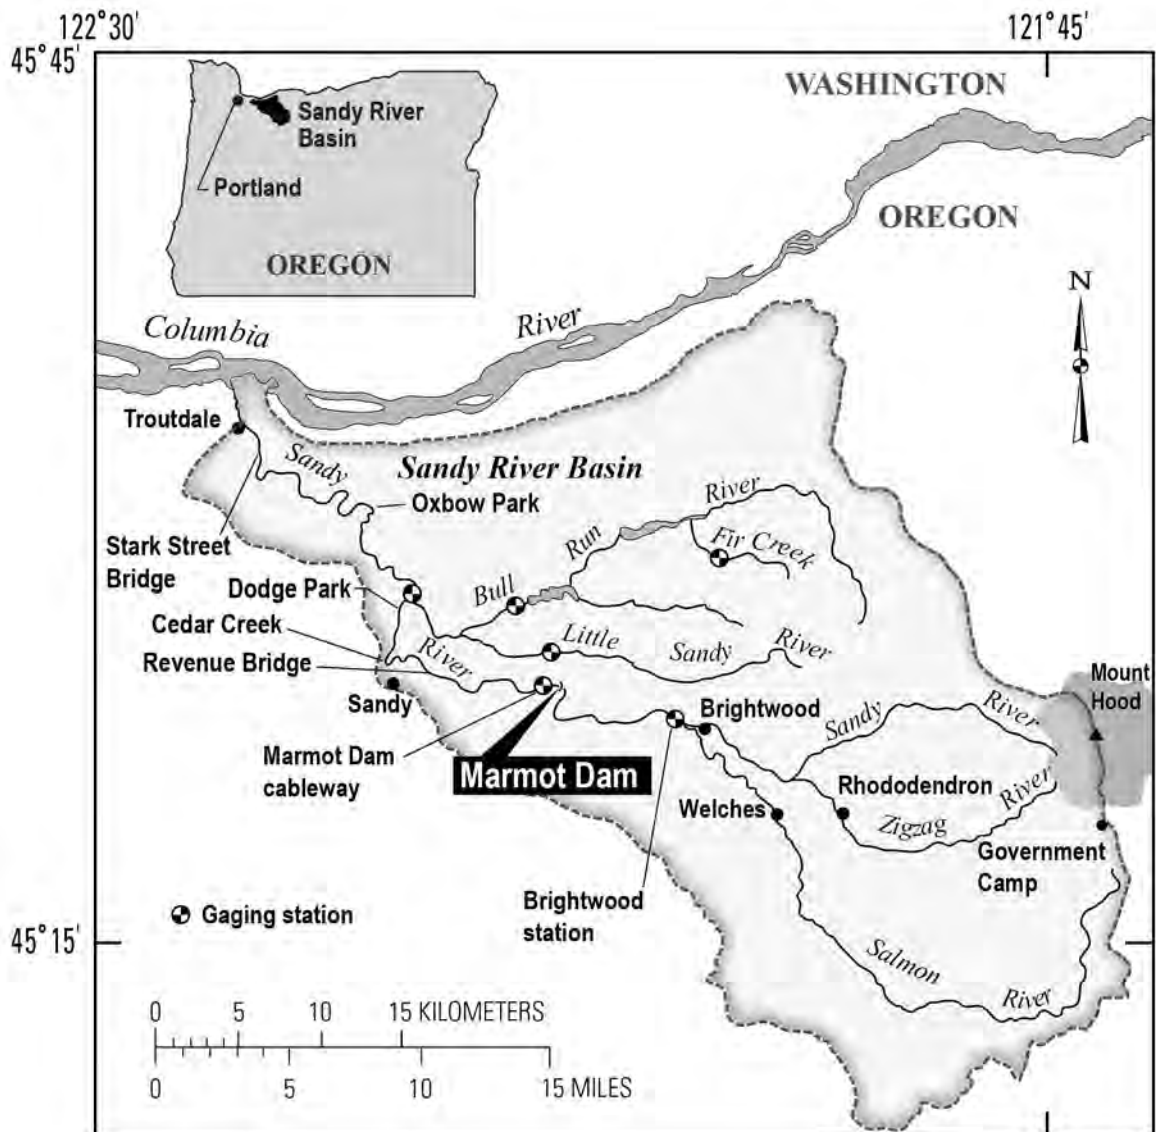 122°30'
121°45'
45°45'
WASHINGTON
Sandy River
Basin
Portland
OREGON
OREGON
N
Columbia
River
Troutdale
Sandy
Sandy River Basin
Oxbow Park
River
Stark Street
Bridge
Run
Fir Creek
Dodge Park
Bull
Cedar Creek
Little
Sandy
River
Revenue Bridge
River
Sandy
Mount
Hood
Brightwood
Sandy
River
Marmot Dam
cableway
Marmot Dam
Rhododendron
River
Welches
Zigzag
Government
Camp
Brightwood
station
Gaging station
45°15'
Salmon
River
0 5 10 15 KILOMETERS
0 5 10 15 MILES